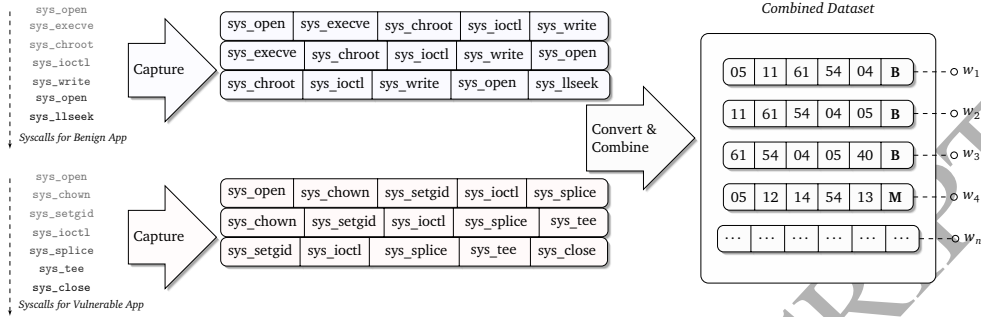 sys_open
sys_execve
sys_chroot
sys_ioctl
sys_write
sys_open
sys_llseek
Syscalls for Benign App
Capture
sys_open sys_execve sys_chroot sys_ioctl sys_write
sys_execve sys_chroot sys_ioctl sys_write sys_open
sys_chroot sys_ioctl sys_write sys_open sys_llseek
sys_open
sys_chown
sys_setgid
sys_ioctl
sys_splice
sys_tee
sys_close
Syscalls for Vulnerable App
Capture
sys_open sys_chown sys_setgid sys_ioctl sys_splice
sys_chown sys_setgid sys_ioctl sys_splice sys_tee
sys_setgid sys_ioctl sys_splice sys_tee sys_close
Convert &
Combine
Combined Dataset
05 11 61 54 04 B w1
11 61 54 04 05 B w2
61 54 04 05 40 B w3
05 12 14 54 13 M w4
... ... ... ... ... ... wn